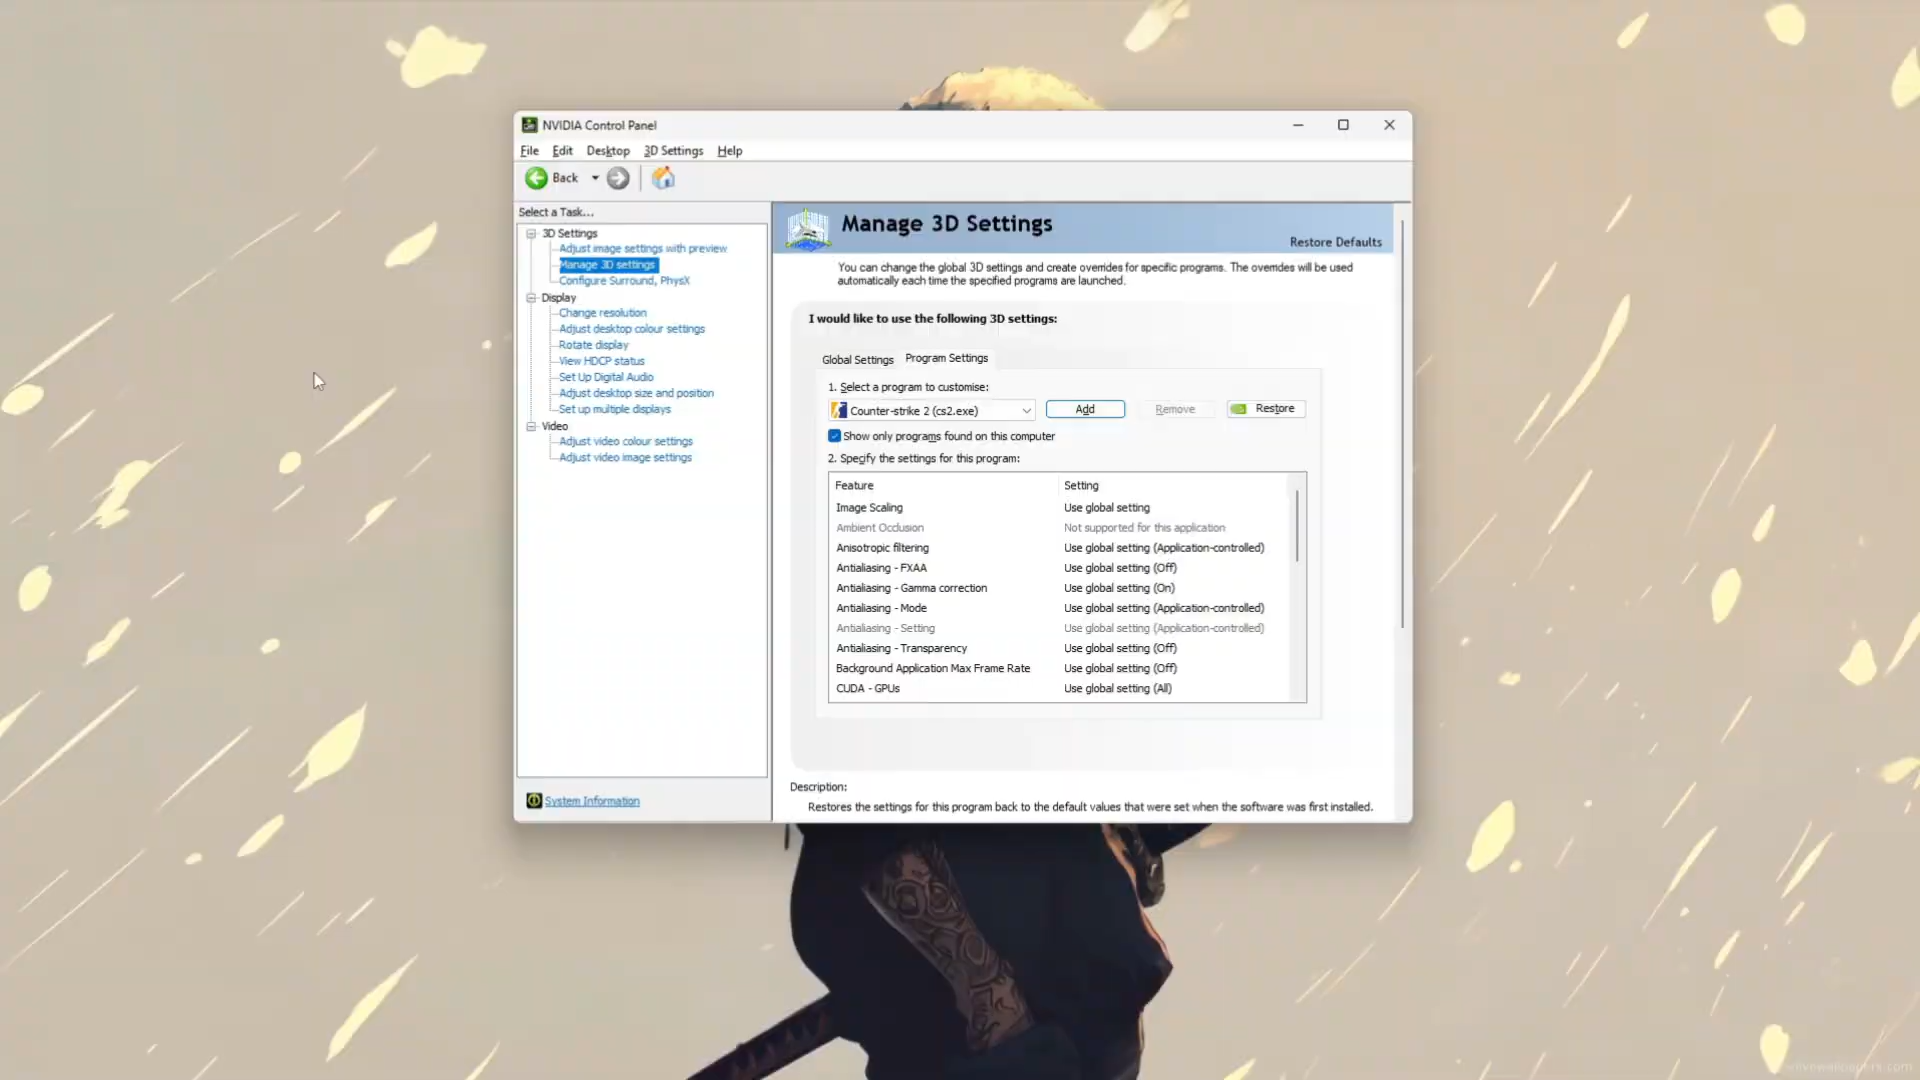 NVIDIA Control Panel
File Edit Desktop 3D Settings Help
Back
Select a Task...
3D Settings
Adjust image settings with preview
Manage 3D settings
Configure Surround, PhysX
Display
Change resolution
Adjust desktop colour settings
Rotate display
View HDCP status
Set Up Digital Audio
Adjust desktop size and position
Set up multiple displays
Video
Adjust video colour settings
Adjust video image settings
System Information
Manage 3D Settings
Restore Defaults
You can change the global 3D settings and create overrides for specific programs. The overrides will be used
automatically each time the specified programs are launched.
I would like to use the following 3D settings:
Global Settings Program Settings
1. Select a program to customise:
Counter-strike 2 (cs2.exe) Add Remove Restore
Show only programs found on this computer
2. Specify the settings for this program:
Feature Setting
Image Scaling Use global setting
Ambient Occlusion Not supported for this application
Anisotropic filtering Use global setting (Application-controlled)
Antialiasing - FXAA Use global setting (Off)
Antialiasing - Gamma correction Use global setting (On)
Antialiasing - Mode Use global setting (Application-controlled)
Antialiasing - Setting Use global setting (Application-controlled)
Antialiasing - Transparency Use global setting (Off)
Background Application Max Frame Rate Use global setting (Off)
CUDA - GPUs Use global setting (All)
Description:
Restores the settings for this program back to the default values that were set when the software was first installed.